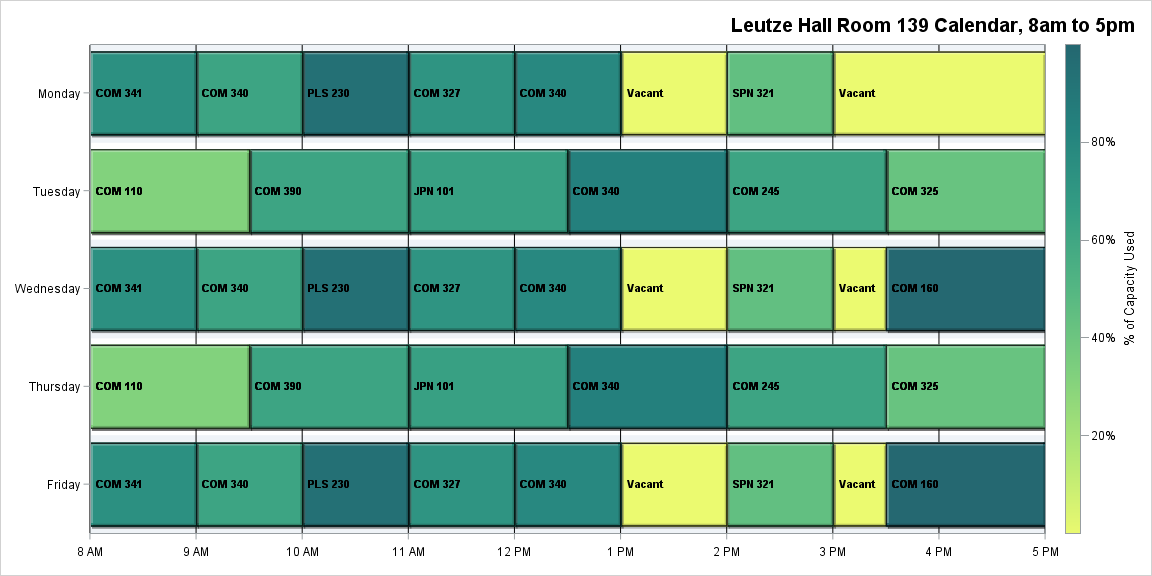 Leutze Hall Room 139 Calendar, 8am to 5pm
Monday
COM 341
COM 340
PLS 230
COM 327
COM 340
Vacant
SPN 321
Vacant
Tuesday
COM 110
COM 390
JPN 101
COM 340
COM 245
COM 325
Wednesday
COM 341
COM 340
PLS 230
COM 327
COM 340
Vacant
SPN 321
Vacant
COM 160
Thursday
COM 110
COM 390
JPN 101
COM 340
COM 245
COM 325
Friday
COM 341
COM 340
PLS 230
COM 327
COM 340
Vacant
SPN 321
Vacant
COM 160
8 AM
9 AM
10 AM
11 AM
12 PM
1 PM
2 PM
3 PM
4 PM
5 PM
80%
60%
40%
20%
% of Capacity Used